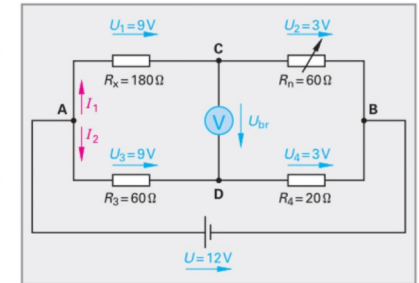 U₁=9V
U₂=3V
C
Rₓ=180Ω
Rₙ=60Ω
A
I₁
V
U_br
B
I₂
U₃=9V
U₄=3V
R₃=60Ω
D
R₄=20Ω
U=12V